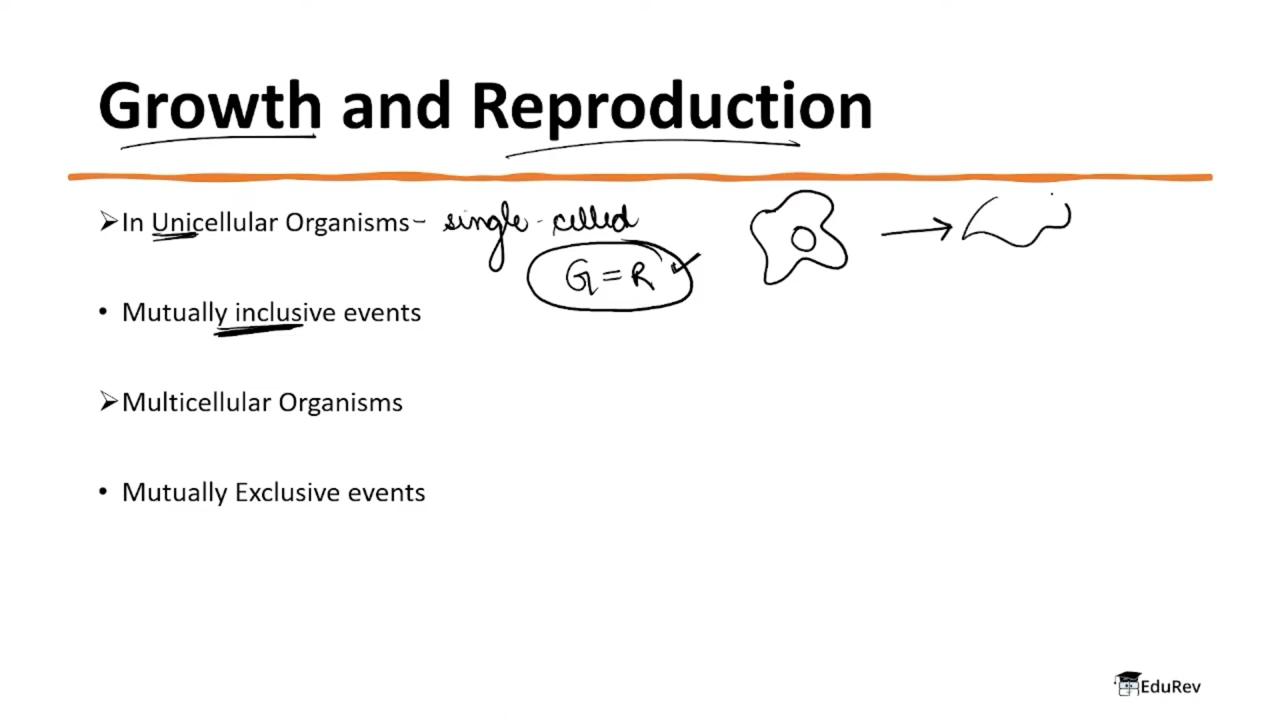 Growth and Reproduction
➢In Unicellular Organisms- single-celled
G=R
• Mutually inclusive events
➢Multicellular Organisms
• Mutually Exclusive events
EduRev